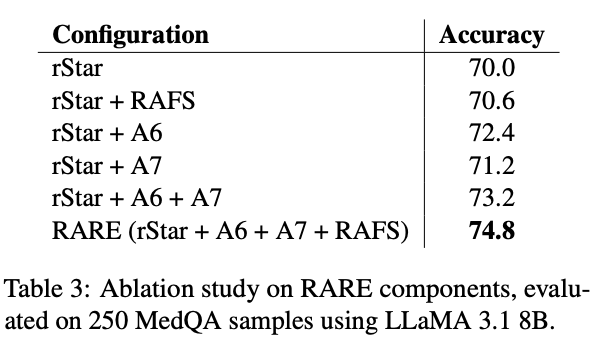 Configuration Accuracy
rStar 70.0
rStar + RAFS 70.6
rStar + A6 72.4
rStar + A7 71.2
rStar + A6 + A7 73.2
RARE (rStar + A6 + A7 + RAFS) 74.8
Table 3: Ablation study on RARE components, evalu-
ated on 250 MedQA samples using LLaMA 3.1 8B.